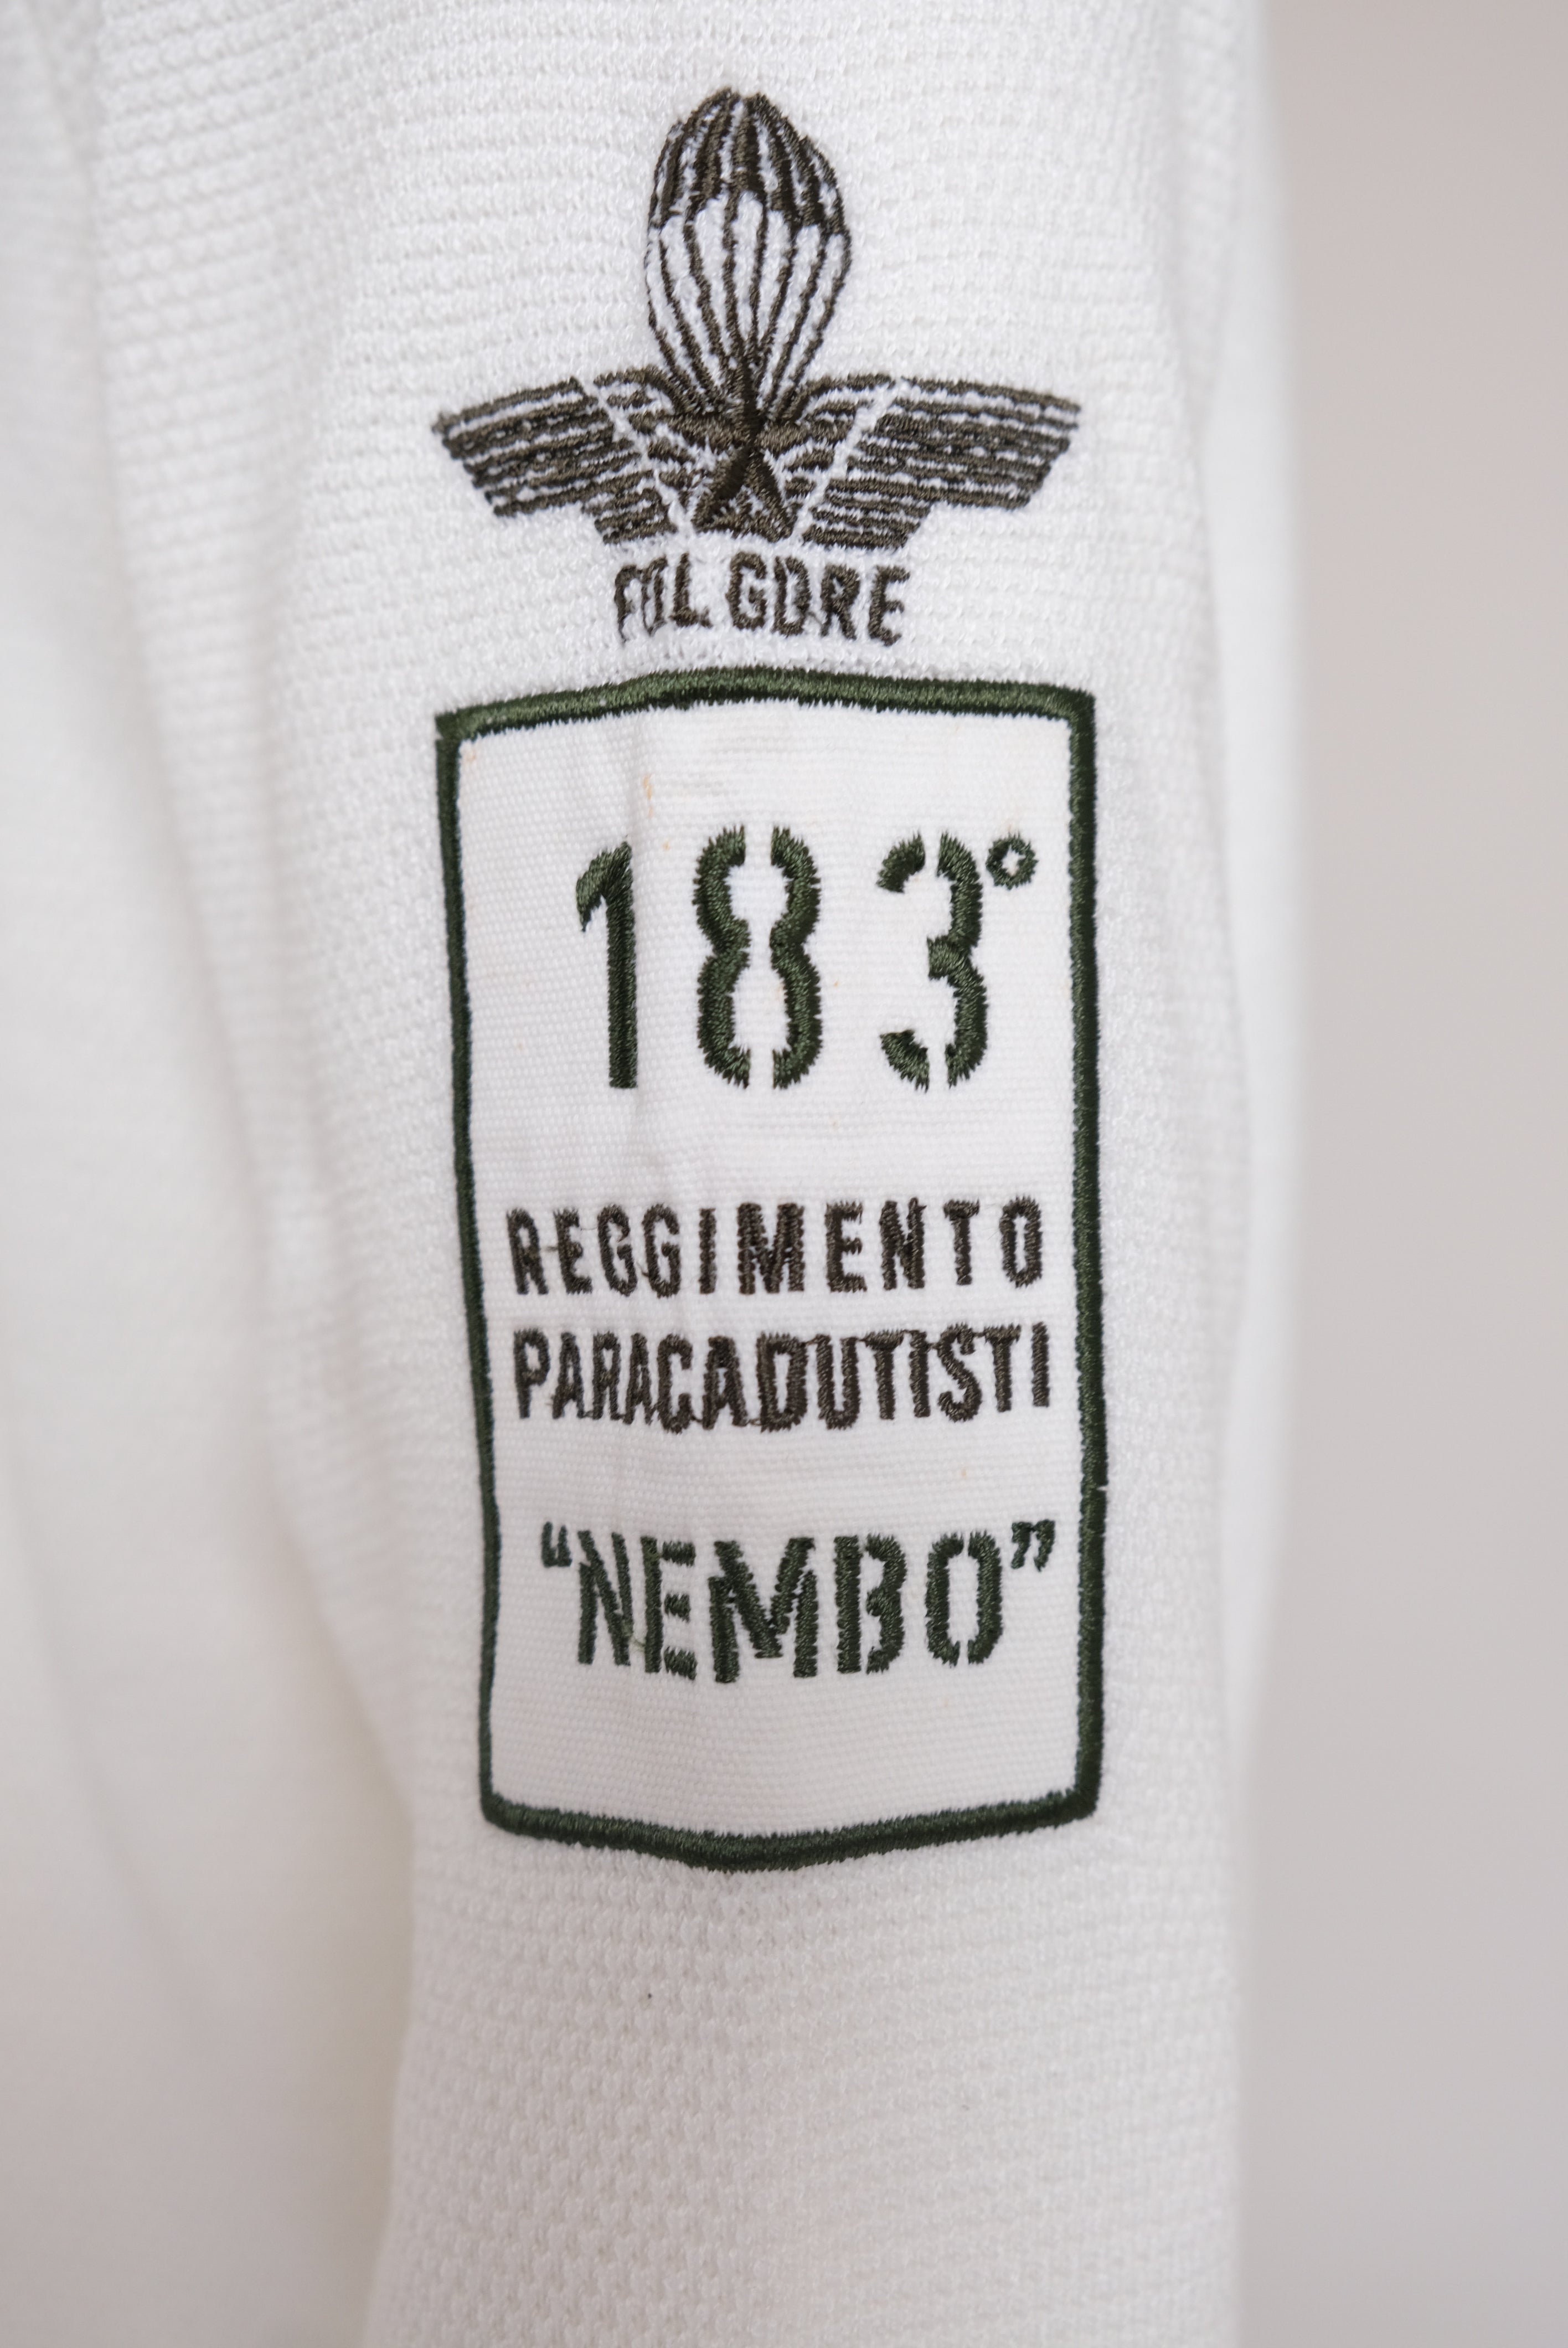 FOLGORE
183°
REGGIMENTO
PARACADUTISTI
“NEMBO”